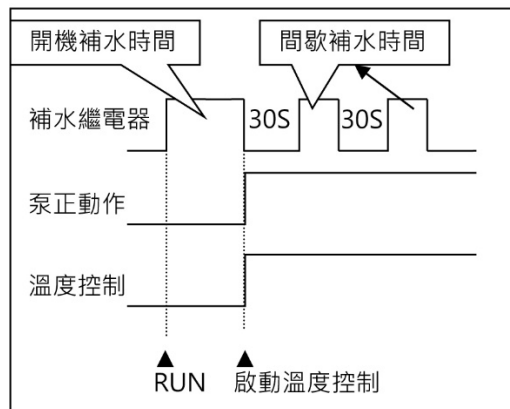 開機補水時間
間歇補水時間
補水繼電器
30S
30S
泵正動作
溫度控制
RUN
啟動溫度控制